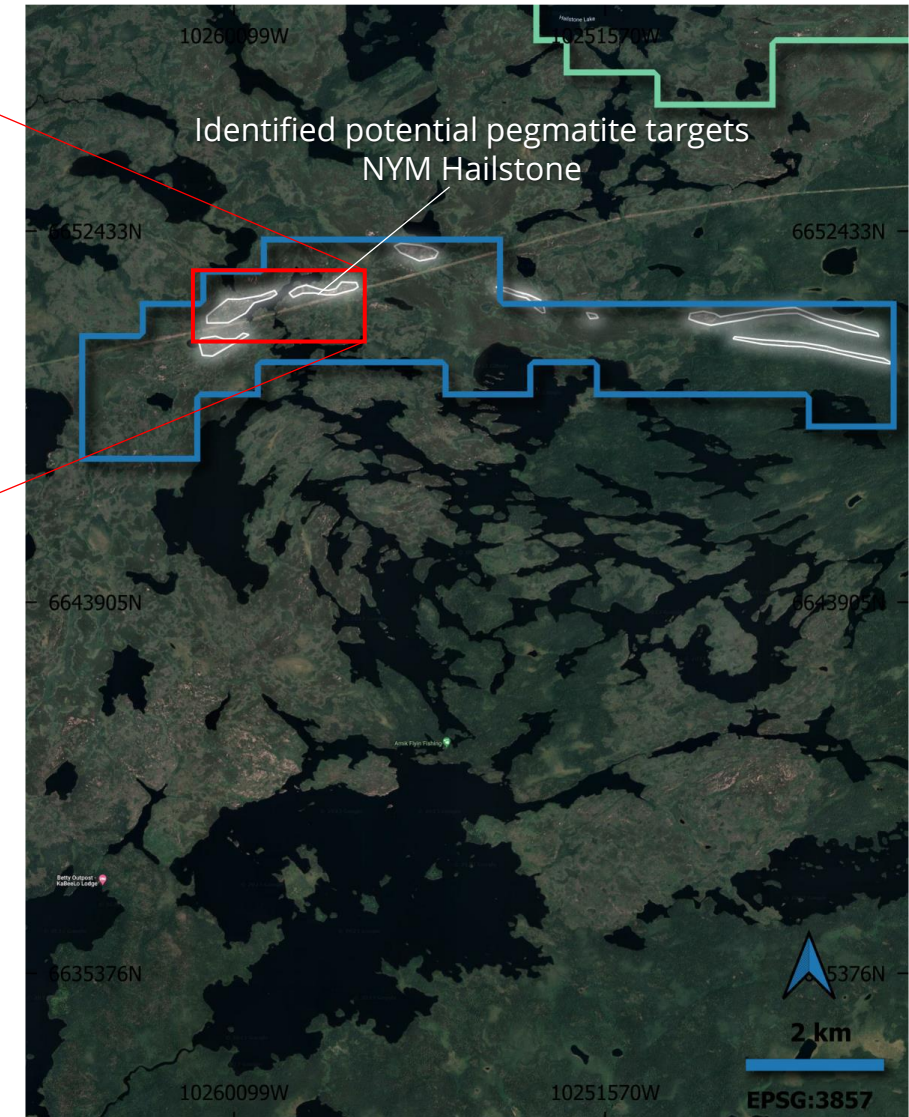 Hailstone Lake
10260099W
10251570W
Identified potential pegmatite targets
NYM Hailstone
6652433N
6652433N
6643905N
6643905N
Arrok Flyer Fishing
Betty Outpost -
KaBeeLo Lodge
6635376N
5376N
2 km
10260099W
10251570W
EPSG:3857